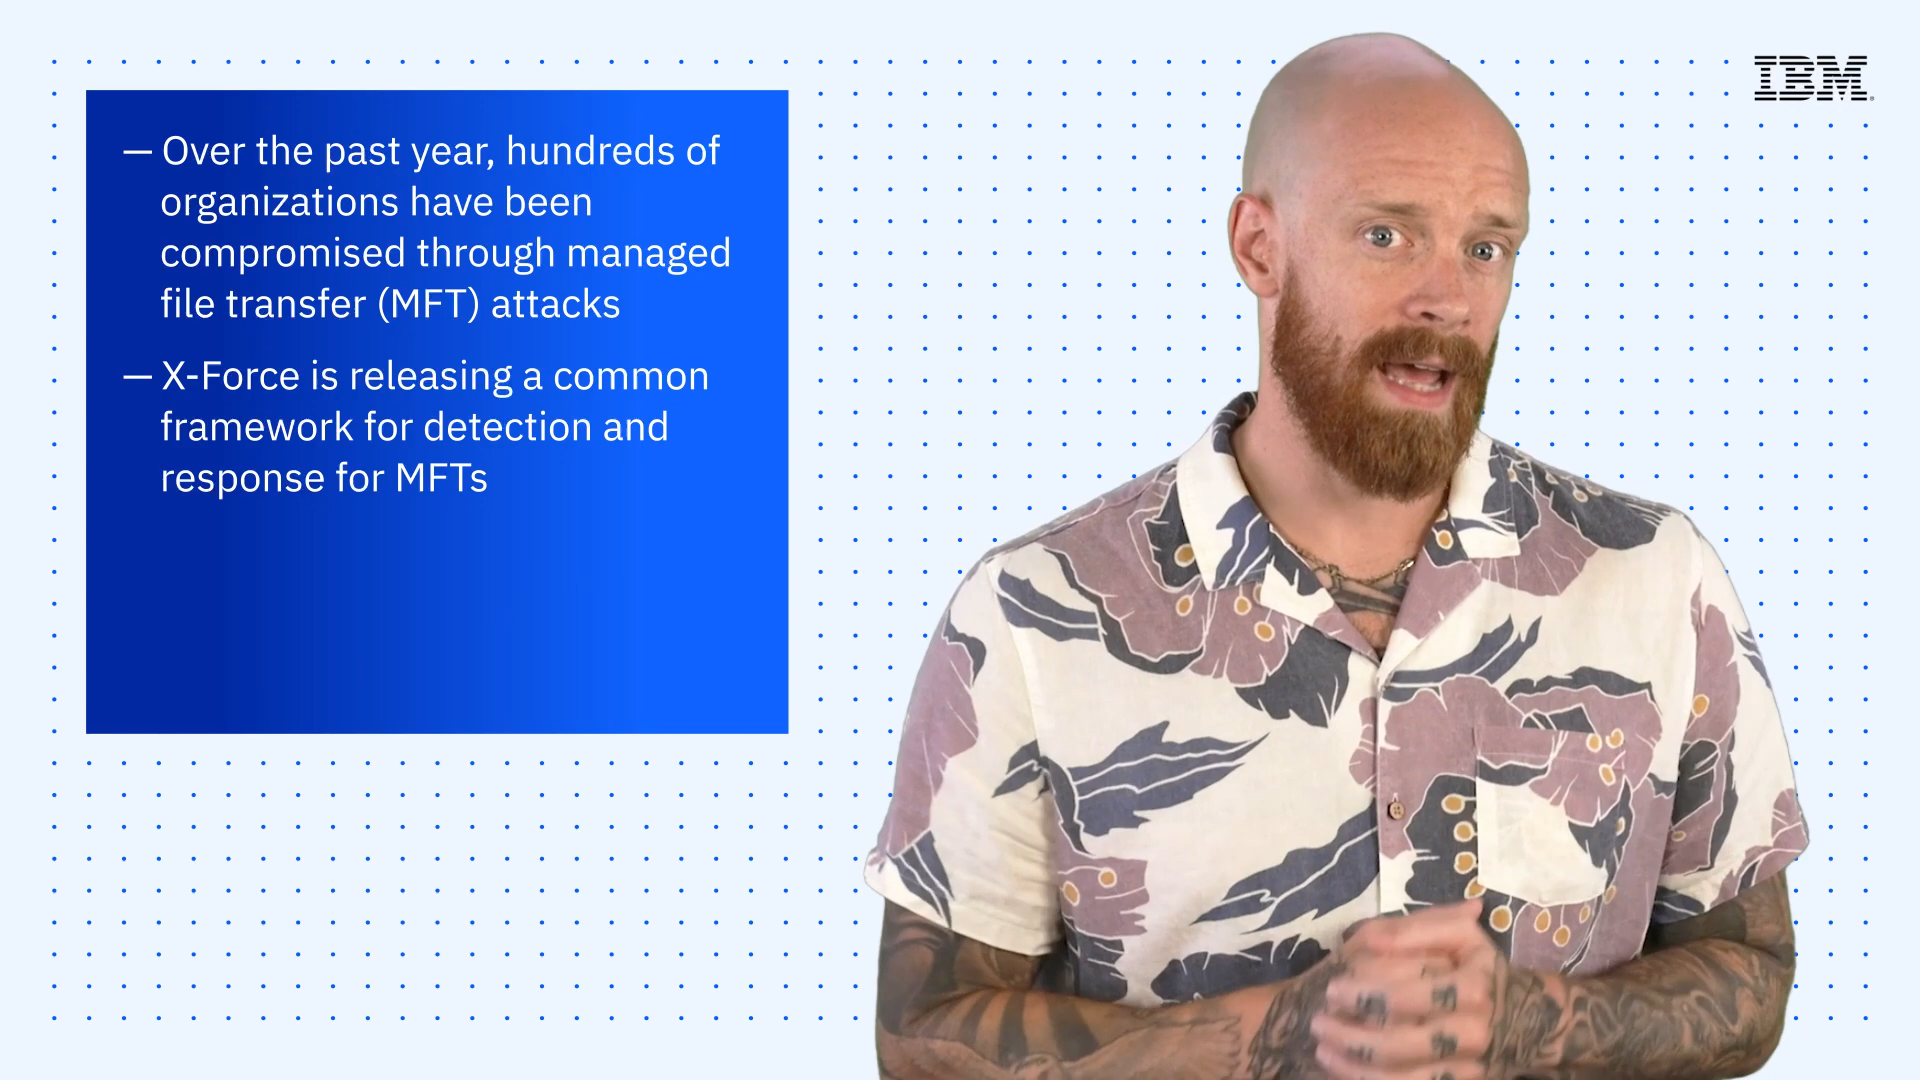 IBM
— Over the past year, hundreds of
organizations have been
compromised through managed
file transfer (MFT) attacks
— X-Force is releasing a common
framework for detection and
response for MFTs